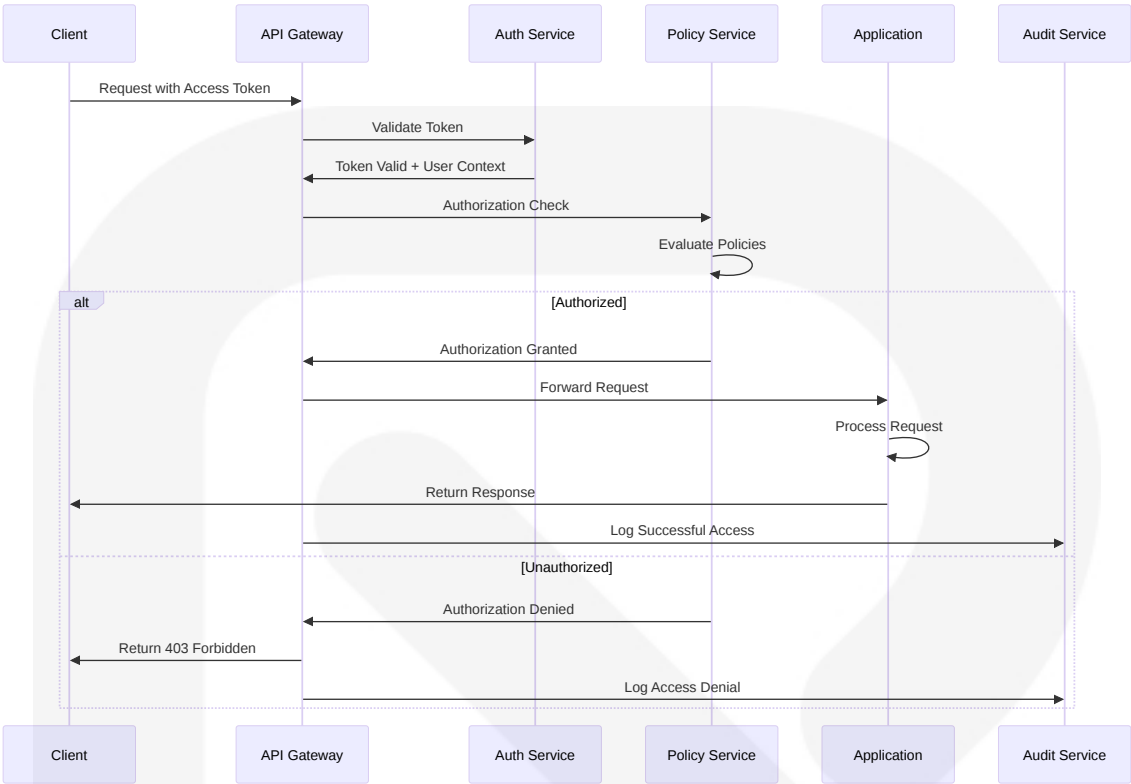 Client
API Gateway
Auth Service
Policy Service
Application
Audit Service
Request with Access Token
Validate Token
Token Valid + User Context
Authorization Check
Evaluate Policies
alt
[Authorized]
Authorization Granted
Forward Request
Process Request
Return Response
Log Successful Access
[Unauthorized]
Authorization Denied
Return 403 Forbidden
Log Access Denial
Client
API Gateway
Auth Service
Policy Service
Application
Audit Service